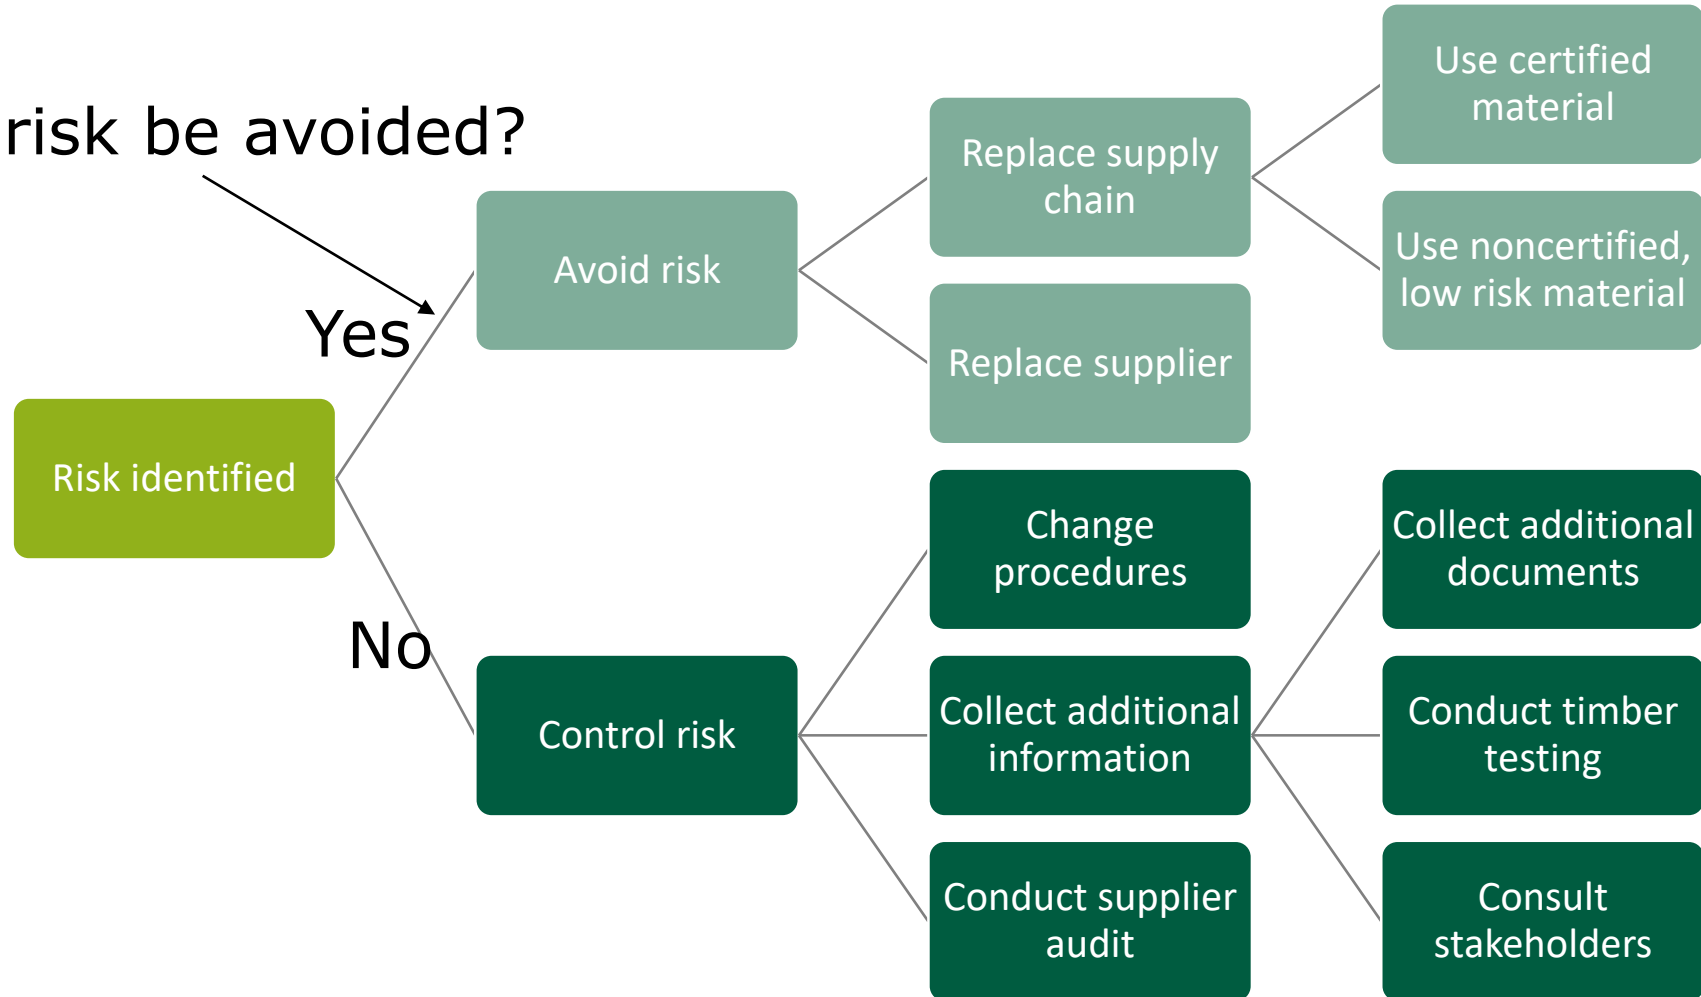 risk be avoided?
Yes
No
Risk identified
Avoid risk
Replace supply
chain
Use certified
material
Use noncertified,
low risk material
Replace supplier
Control risk
Change
procedures
Collect additional
information
Collect additional
documents
Conduct timber
testing
Consult
stakeholders
Conduct supplier
audit